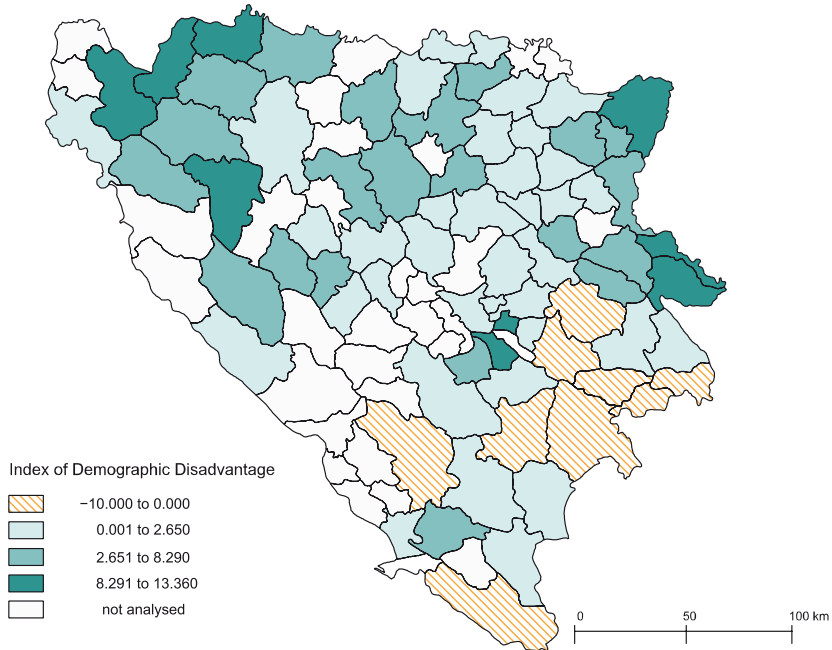 Index of Demographic Disadvantage
−10.000 to 0.000
0.001 to 2.650
2.651 to 8.290
8.291 to 13.360
not analysed
0 50 100 km